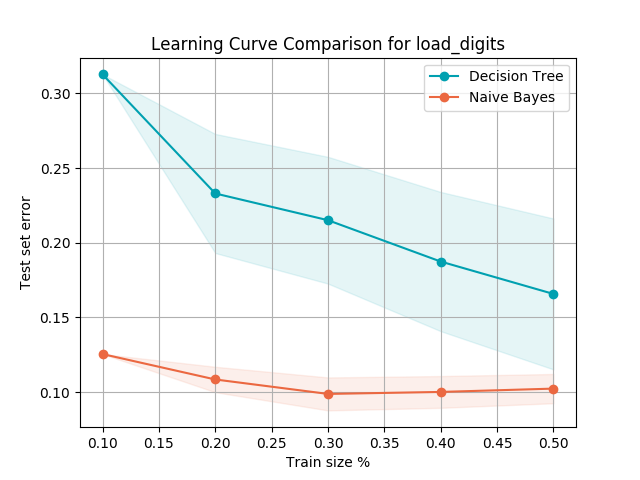 Learning Curve Comparison for load_digits
Decision Tree
Naive Bayes
Test set error
0.30
0.25
0.20
0.15
0.10
0.10 0.15 0.20 0.25 0.30 0.35 0.40 0.45 0.50
Train size %